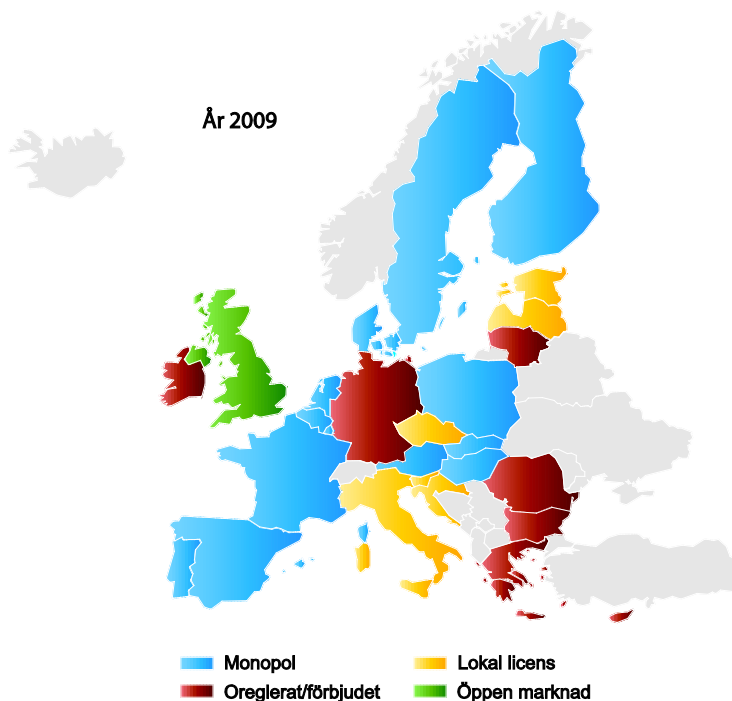 År 2009
Monopol
Lokal licens
Oreglerat/förbjudet
Öppen marknad